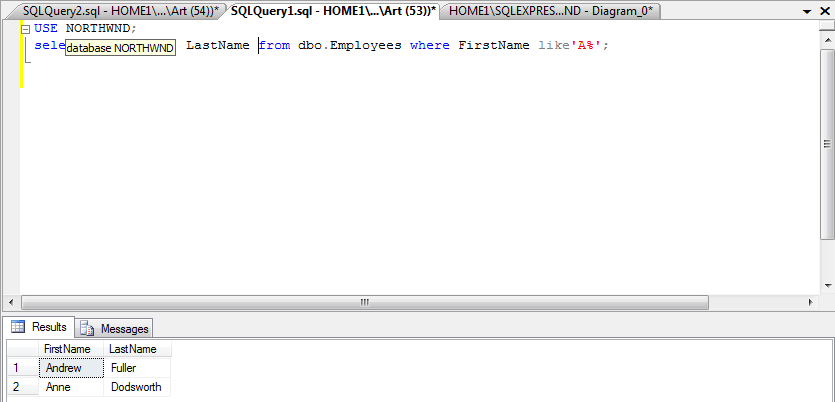 SQLQuery2.sql - HOME1\...\Art (54))* SQLQuery1.sql - HOME1\...\Art (53))* HOME1\SQLEXPRES...ND - Diagram_0*
USE NORTHWND;
sele database NORTHWND LastName from dbo.Employees where FirstName like'A%';
Results Messages
FirstName LastName
1 Andrew Fuller
2 Anne Dodsworth